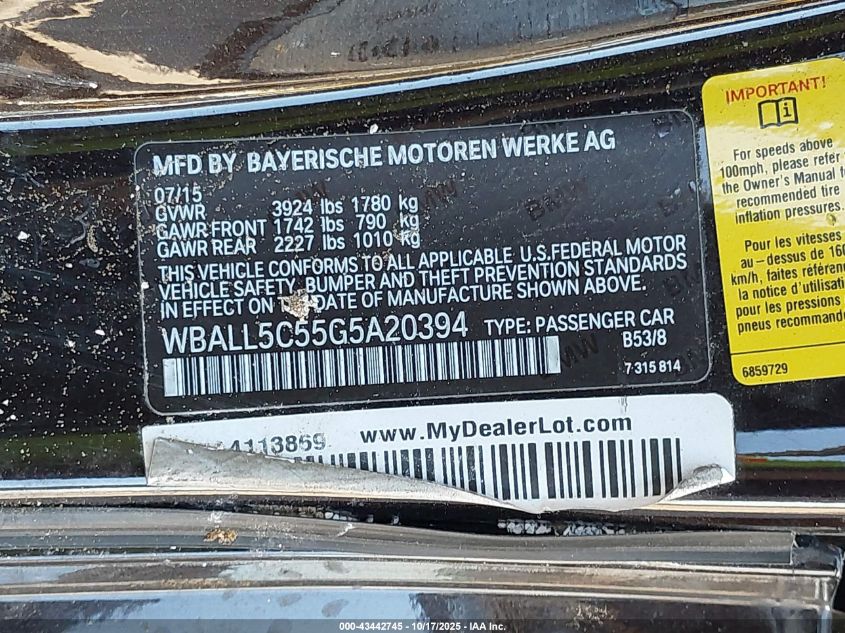 MFD BY BAYERISCHE MOTOREN WERKE AG
07/15
GVWR 3924 lbs 1780 kg
GAWR FRONT 1742 lbs 790 kg
GAWR REAR 2227 lbs 1010 kg
THIS VEHICLE CONFORMS TO ALL APPLICABLE U.S.FEDERAL MOTOR
VEHICLE SAFETY, BUMPER AND THEFT PREVENTION STANDARDS
IN EFFECT ON THE DATE OF MANUFACTURE SHOWN ABOVE.
WBALL5C55G5A20394 TYPE: PASSENGER CAR
B53/8
7 315 814
IMPORTANT!
For speeds above
100mph, please refer
the Owner's Manual
recommended tire
inflation pressures.
Pour les vitesses
au-dessus de 160
km/h, faites
la notice d'utilisation
pour les pressions
pneus recommandées.
6859729
4113869 www.MyDealerLot.com
000-43442745 - 10/17/2025 - IAA Inc.